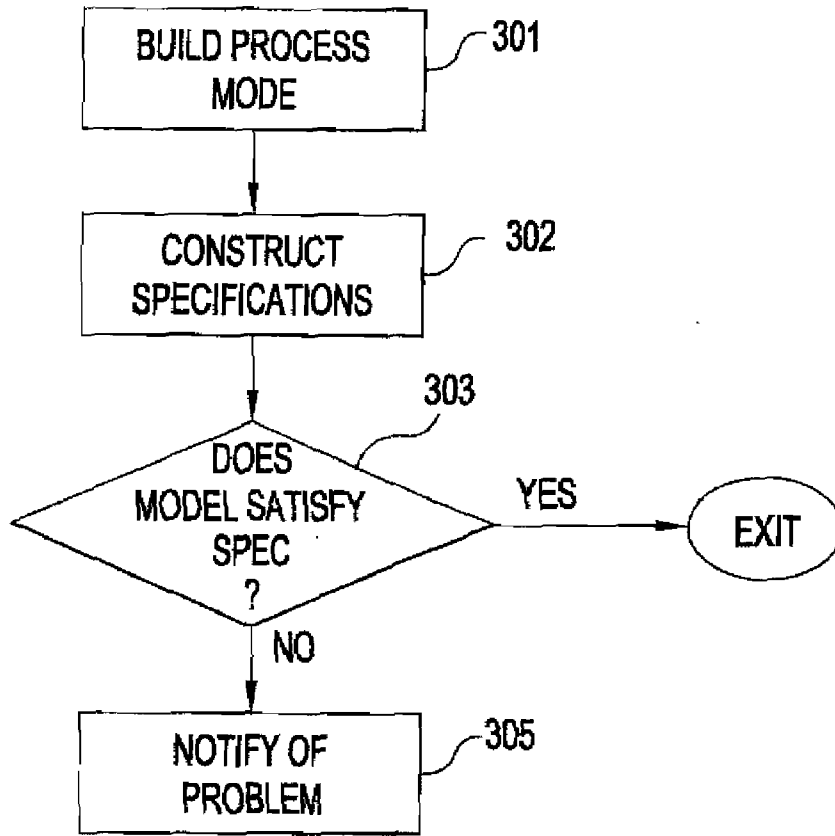 BUILD PROCESS
MODE
301
CONSTRUCT
SPECIFICATIONS
302
303
DOES
MODEL SATISFY
SPEC
?
YES
EXIT
NO
NOTIFY OF
PROBLEM
305